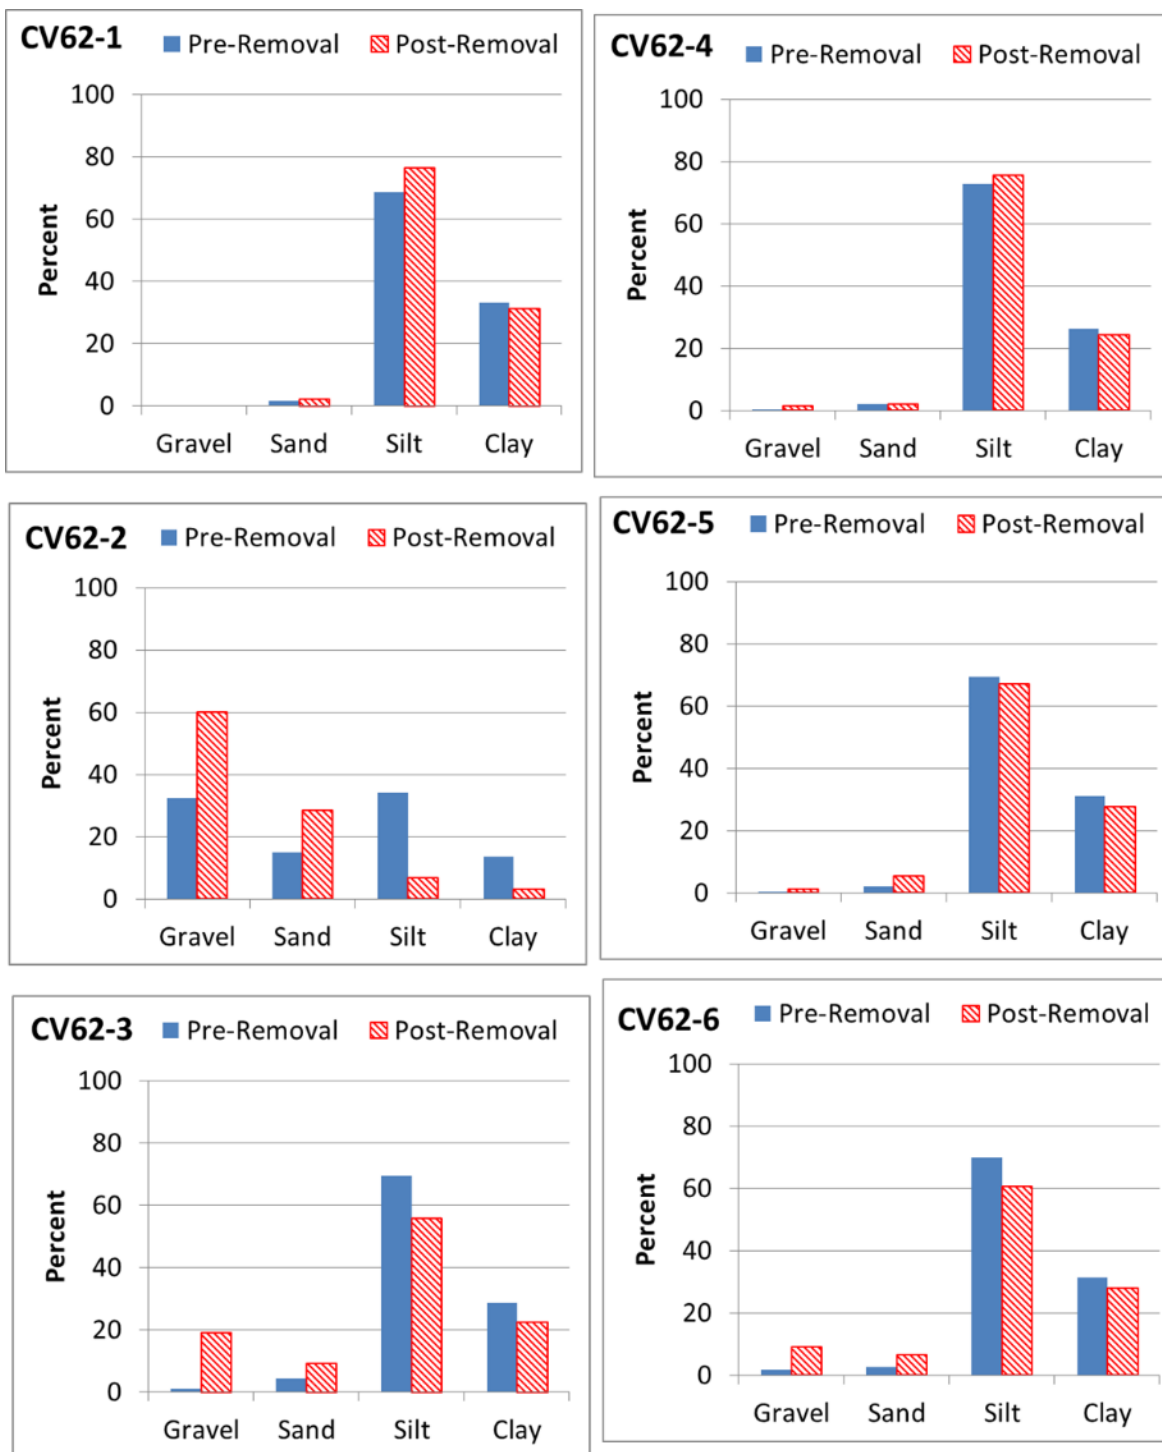 CV62-1 Pre-Removal Post-Removal
100
80
60
40
20
0
Percent
Gravel Sand Silt Clay
CV62-4 Pre-Removal Post-Removal
100
80
60
40
20
0
Percent
Gravel Sand Silt Clay
CV62-2 Pre-Removal Post-Removal
100
80
60
40
20
0
Percent
Gravel Sand Silt Clay
CV62-5 Pre-Removal Post-Removal
100
80
60
40
20
0
Percent
Gravel Sand Silt Clay
CV62-3 Pre-Removal Post-Removal
100
80
60
40
20
0
Percent
Gravel Sand Silt Clay
CV62-6 Pre-Removal Post-Removal
100
80
60
40
20
0
Percent
Gravel Sand Silt Clay